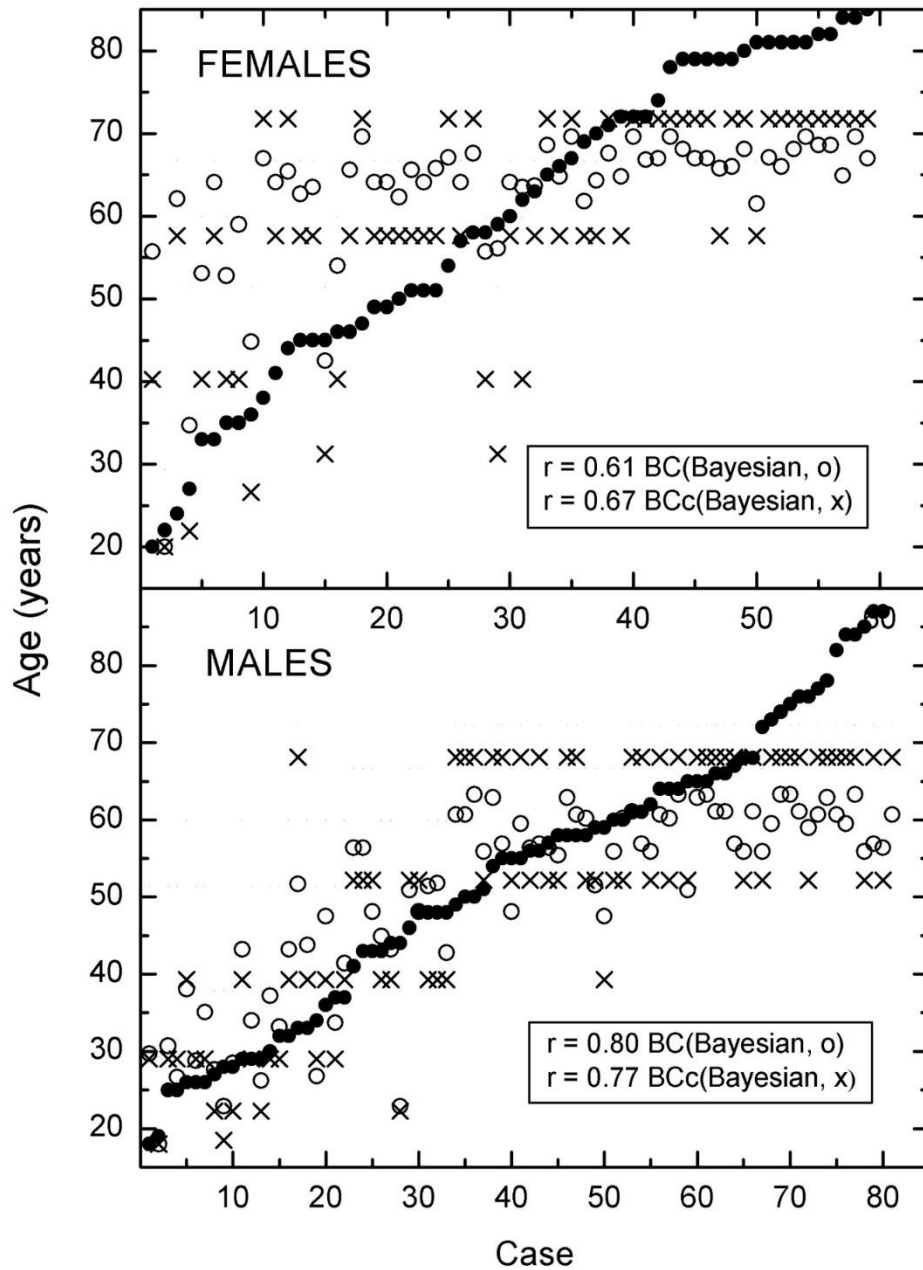 FEMALES
80
70
60
50
40
30
20
r = 0.61 BC(Bayesian, o)
r = 0.67 BCc(Bayesian, x)
10 20 30 40 50 60
Age (years)
MALES
80
70
60
50
40
30
20
r = 0.80 BC(Bayesian, o)
r = 0.77 BCc(Bayesian, x)
10 20 30 40 50 60 70 80
Case